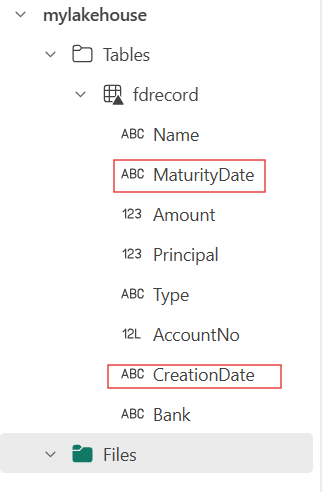 mylakehouse
Tables
fdrecord
ABC Name
ABC MaturityDate
123 Amount
123 Principal
ABC Type
12L AccountNo
ABC CreationDate
ABC Bank
Files